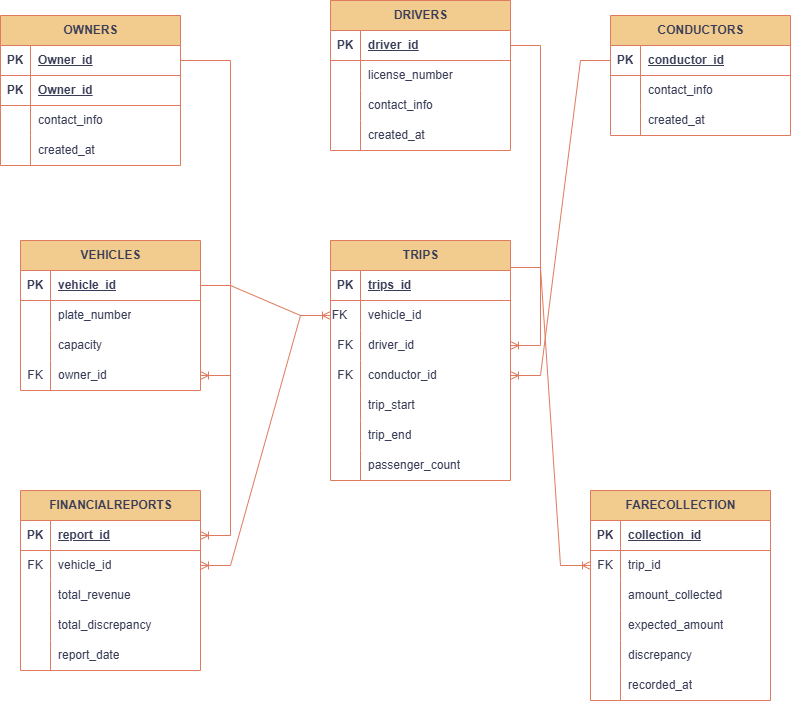 OWNERS
PK Owner_id
PK Owner_id
contact_info
created_at
DRIVERS
PK driver_id
license_number
contact_info
created_at
CONDUCTORS
PK conductor_id
contact_info
created_at
VEHICLES
PK vehicle_id
plate_number
capacity
FK owner_id
TRIPS
PK trips_id
FK vehicle_id
FK driver_id
FK conductor_id
trip_start
trip_end
passenger_count
FINANCIALREPORTS
PK report_id
FK vehicle_id
total_revenue
total_discrepancy
report_date
FARECOLLECTION
PK collection_id
FK trip_id
amount_collected
expected_amount
discrepancy
recorded_at